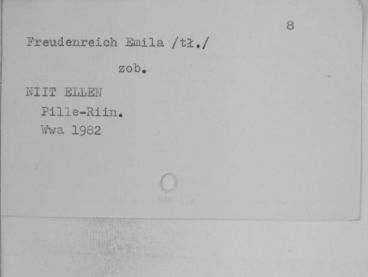 8
Freudenreich Emila /tł./
zob.
NIIT ELLEN
Pille-Riin.
Wwa 1982